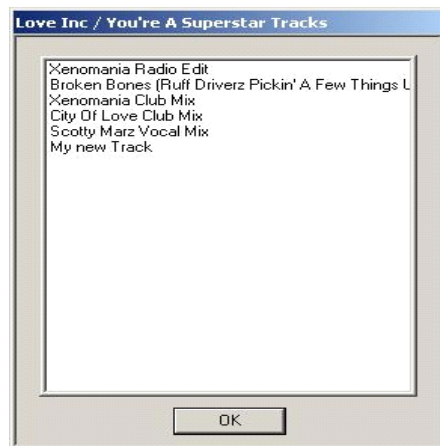 Love Inc / You're A Superstar Tracks
Xenomania Radio Edit
Broken Bones (Ruff Driverz Pickin' A Few Things U
Xenomania Club Mix
City Of Love Club Mix
Scotty Marz Vocal Mix
My new Track
OK